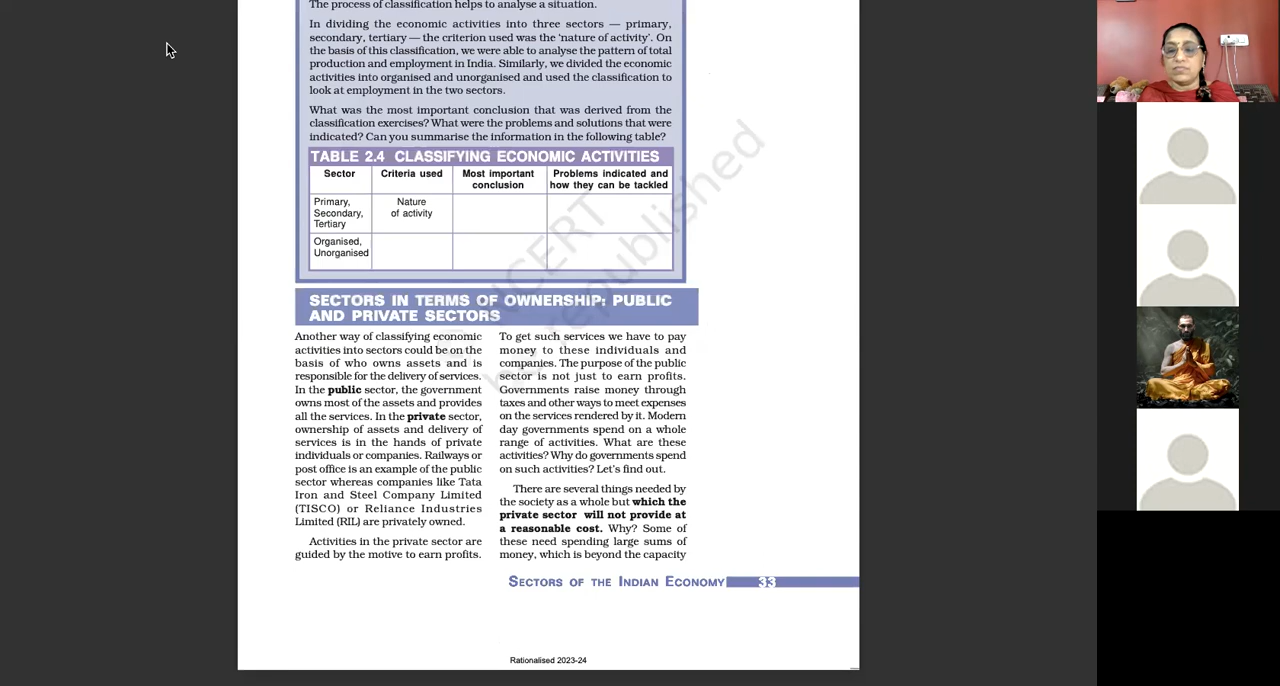 The process of classification helps to analyse a situation.
In dividing the economic activities into three sectors — primary,
secondary, tertiary — the criterion used was the ‘nature of activity’. On
the basis of this classification, we were able to analyse the pattern of total
production and employment in India. Similarly, we divided the economic
activities into organised and unorganised and used the classification to
look at employment in the two sectors.
What was the most important conclusion that was derived from the
classification exercises? What were the problems and solutions that were
indicated? Can you summarise the information in the following table?
TABLE 2.4 CLASSIFYING ECONOMIC ACTIVITIES
Sector
Criteria used
Most important
conclusion
Problems indicated and
how they can be tackled
Primary,
Secondary,
Tertiary
Nature
of activity
Organised,
Unorganised
SECTORS IN TERMS OF OWNERSHIP: PUBLIC
AND PRIVATE SECTORS
Another way of classifying economic
activities into sectors could be on the
basis of who owns assets and is
responsible for the delivery of services.
In the public sector, the government
owns most of the assets and provides
all the services. In the private sector,
ownership of assets and delivery of
services is in the hands of private
individuals or companies. Railways or
post office is an example of the public
sector whereas companies like Tata
Iron and Steel Company Limited
(TISCO) or Reliance Industries
Limited (RIL) are privately owned.
Activities in the private sector are
guided by the motive to earn profits.
To get such services we have to pay
money to these individuals and
companies. The purpose of the public
sector is not just to earn profits.
Governments raise money through
taxes and other ways to meet expenses
on the services rendered by it. Modern
day governments spend on a whole
range of activities. What are these
activities? Why do governments spend
on such activities? Let’s find out.
There are several things needed by
the society as a whole but which the
private sector will not provide at
a reasonable cost. Why? Some of
these need spending large sums of
money, which is beyond the capacity
SECTORS OF THE INDIAN ECONOMY 33
Rationalised 2023-24
NCERT
republished